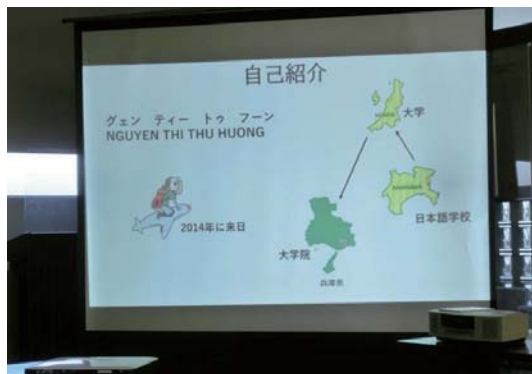 自己紹介
グェン ティー トゥ フーン
NGUYEN THI THU HUONG
大学
日本語学校
2014年に来日
大学院
兵庫県